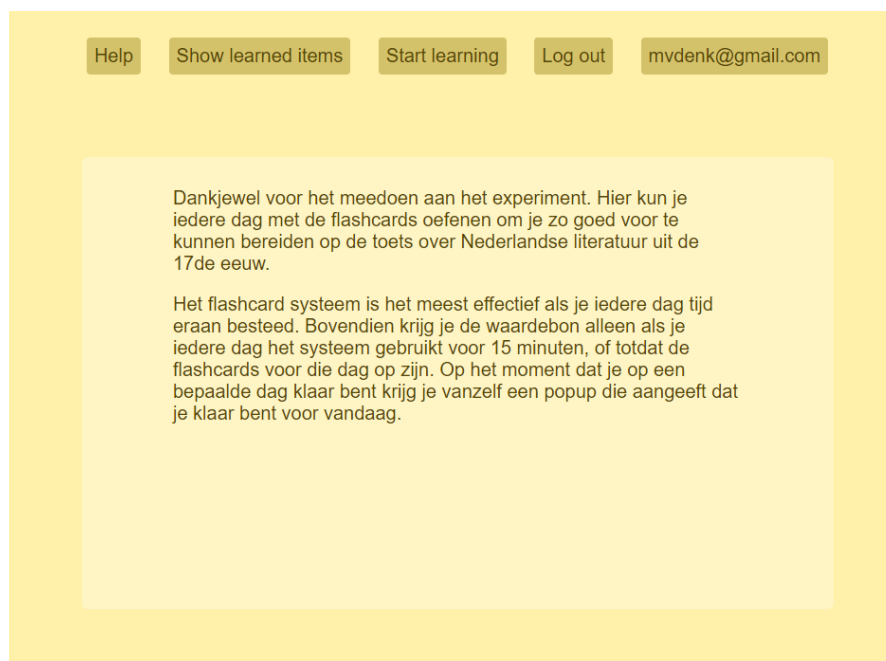 Help Show learned items Start learning Log out mvdenk@gmail.com
Dankjewel voor het meedoen aan het experiment. Hier kun je
iedere dag met de flashcards oefenen om je zo goed voor te
kunnen bereiden op de toets over Nederlandse literatuur uit de
17de eeuw.
Het flashcard systeem is het meest effectief als je iedere dag tijd
eraan besteed. Bovendien krijg je de waardebon alleen als je
iedere dag het systeem gebruikt voor 15 minuten, of totdat de
flashcards voor die dag op zijn. Op het moment dat je op een
bepaalde dag klaar bent krijg je vanzelf een popup die aangeeft dat
je klaar bent voor vandaag.